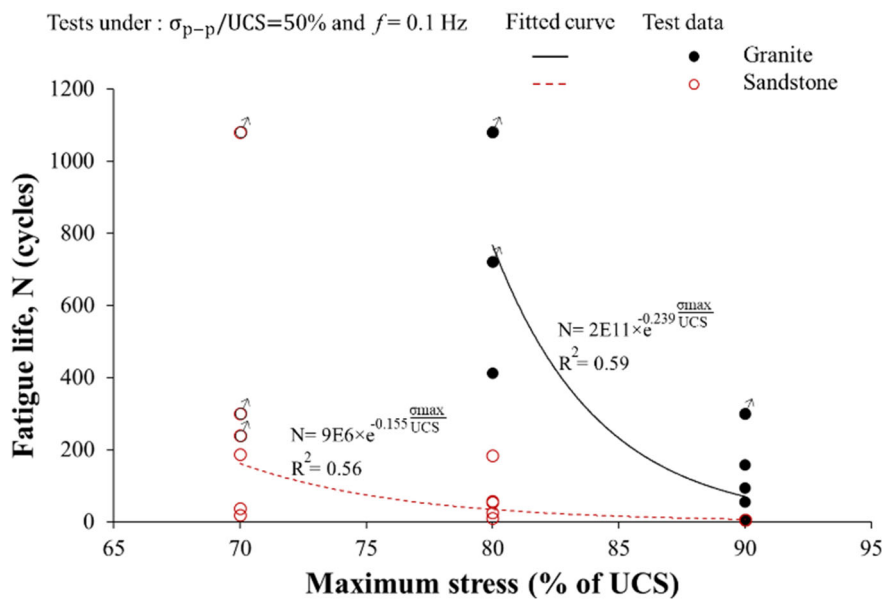 Tests under : σp–p/UCS=50% and f = 0.1 Hz
Fitted curve
Test data
Granite
Sandstone
1200
1000
800
600
400
200
0
65
70
75
80
85
90
95
Fatigue life, N (cycles)
Maximum stress (% of UCS)
N= 2E11×e^-0.239 σmax/UCS
R²= 0.59
N= 9E6×e^-0.155 σmax/UCS
R²= 0.56